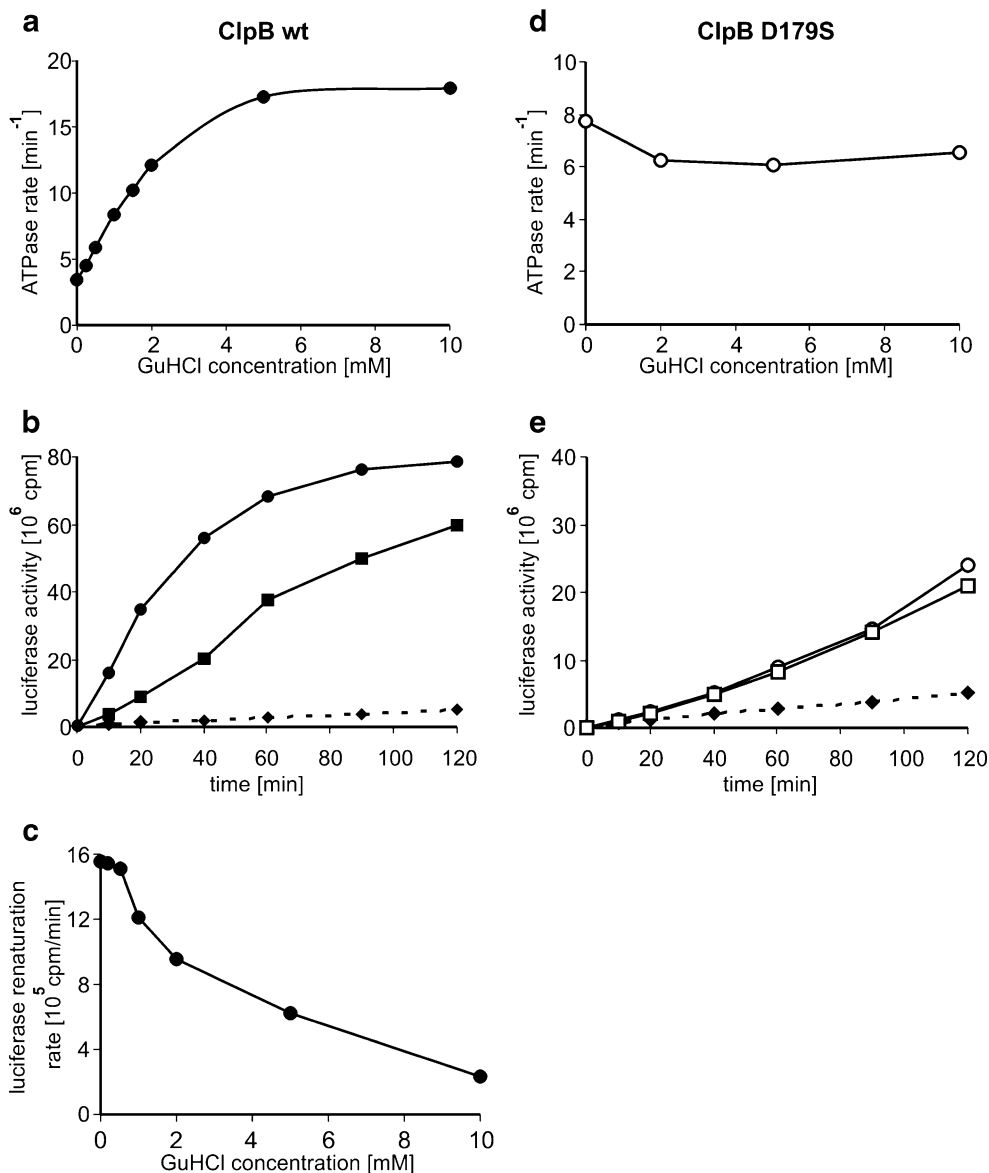 a
ClpB wt
20
15
10
5
0
ATPase rate [min-1]
0 2 4 6 8 10
GuHCl concentration [mM]
d
ClpB D179S
10
8
6
4
2
0
ATPase rate [min-1]
0 2 4 6 8 10
GuHCl concentration [mM]
b
80
60
40
20
0
luciferase activity [10⁶ cpm]
0 20 40 60 80 100 120
time [min]
e
40
30
20
10
0
luciferase activity [10⁶ cpm]
0 20 40 60 80 100 120
time [min]
c
16
12
8
4
0
luciferase renaturation
rate [10⁵ cpm/min]
0 2 4 6 8 10
GuHCl concentration [mM]